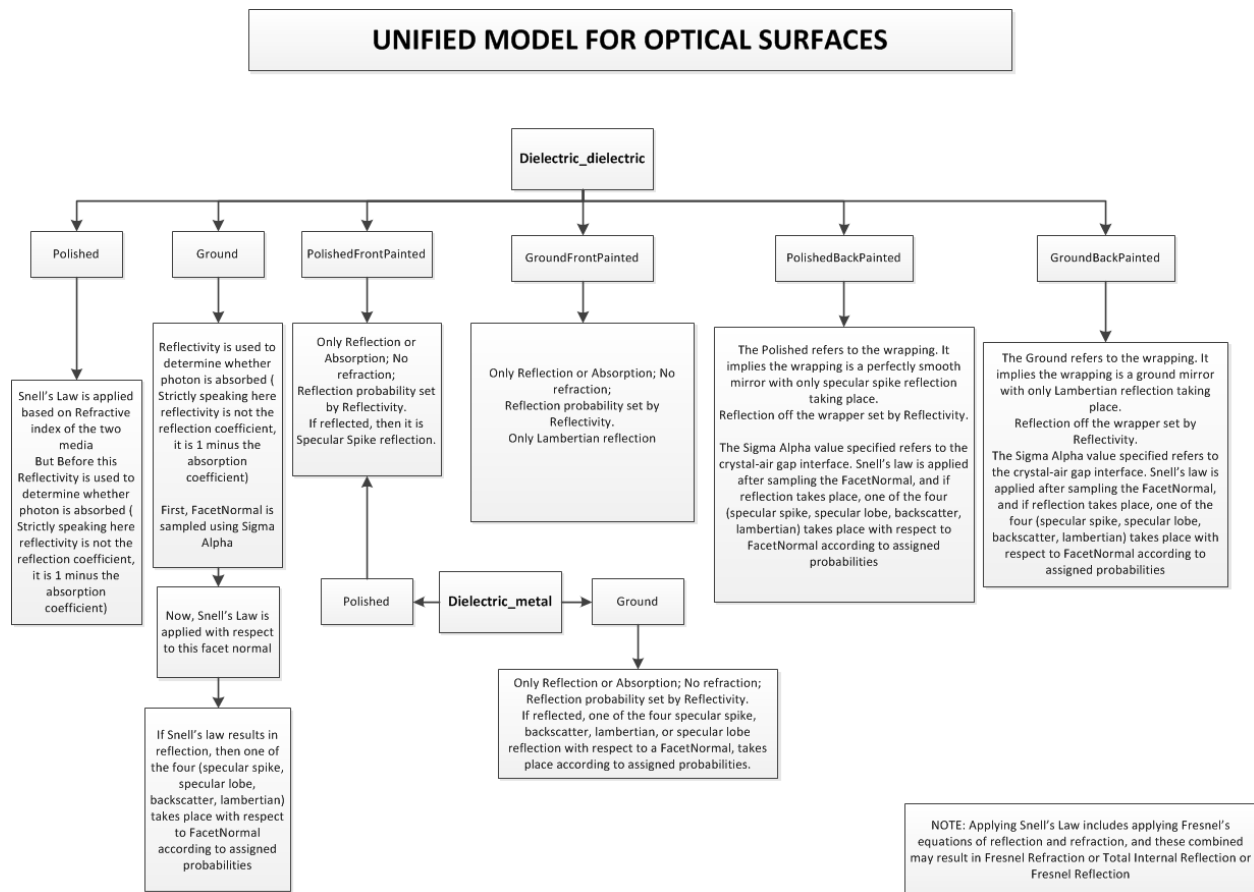 UNIFIED MODEL FOR OPTICAL SURFACES
Dielectric_dielectric
Polished
Ground
PolishedFrontPainted
GroundFrontPainted
PolishedBackPainted
GroundBackPainted
Snell's Law is applied
based on Refractive
index of the two
media
But Before this
Reflectivity is used to
determine whether
photon is absorbed (
Strictly speaking here
reflectivity is not the
reflection coefficient,
it is 1 minus the
absorption
coefficient)
Reflectivity is used to
determine whether
photon is absorbed (
Strictly speaking here
reflectivity is not the
reflection coefficient,
it is 1 minus the
absorption
coefficient)
First, FacetNormal is
sampled using Sigma
Alpha
Only Reflection or
Absorption; No
refraction;
Reflection probability set
by Reflectivity.
If reflected, then it is
Specular Spike reflection.
Only Reflection or Absorption; No
refraction;
Reflection probability set by
Reflectivity.
Only Lambertian reflection
The Polished refers to the wrapping. It
implies the wrapping is a perfectly smooth
mirror with only specular spike reflection
taking place.
Reflection off the wrapper set by Reflectivity.
The Sigma Alpha value specified refers to the
crystal-air gap interface. Snell's law is applied
after sampling the FacetNormal, and if
reflection takes place, one of the four
(specular spike, specular lobe, backscatter,
lambertian) takes place with respect to
FacetNormal according to assigned
probabilities
The Ground refers to the wrapping. It
implies the wrapping is a ground mirror
with only Lambertian reflection taking
place.
Reflection off the wrapper set by
Reflectivity.
The Sigma Alpha value specified refers to
the crystal-air gap interface. Snell's law is
applied after sampling the FacetNormal,
and if reflection takes place, one of the
four (specular spike, specular lobe,
backscatter, lambertian) takes place with
respect to FacetNormal according to
assigned probabilities
Now, Snell's Law is
applied with respect
to this facet normal
If Snell's law results in
reflection, then one of
the four (specular spike,
specular lobe,
backscatter, lambertian)
takes place with respect
to FacetNormal
according to assigned
probabilities
Polished
Dielectric_metal
Ground
Only Reflection or Absorption; No refraction;
Reflection probability set by Reflectivity.
If reflected, one of the four specular spike,
backscatter, lambertian, or specular lobe
reflection with respect to a FacetNormal, takes
place according to assigned probabilities.
NOTE: Applying Snell's Law includes applying Fresnel's
equations of reflection and refraction, and these combined
may result in Fresnel Refraction or Total Internal Reflection or
Fresnel Reflection